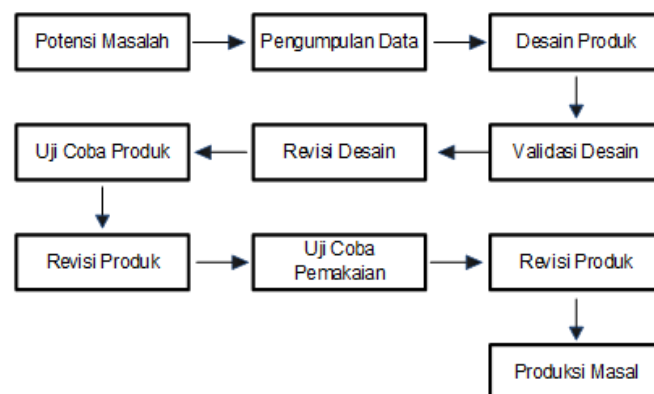 Potensi Masalah
Pengumpulan Data
Desain Produk
Validasi Desain
Revisi Desain
Uji Coba Produk
Revisi Produk
Uji Coba
Pemakaian
Revisi Produk
Produksi Masal